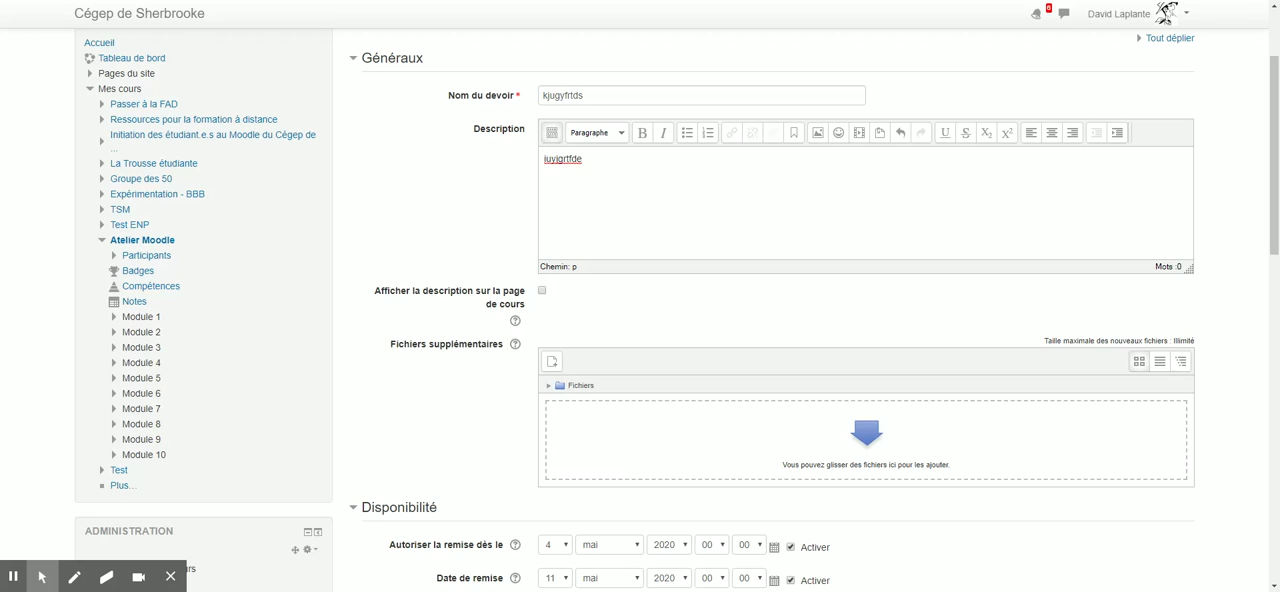 Cégep de Sherbrooke
6
David Laplante
Accueil
Tableau de bord
Pages du site
Mes cours
Passer à la FAD
Ressources pour la formation à distance
Initiation des étudiant.e.s au Moodle du Cégep de
...
La Trousse étudiante
Groupe des 50
Expérimentation - BBB
TSM
Test ENP
Atelier Moodle
Participants
Badges
Compétences
Notes
Module 1
Module 2
Module 3
Module 4
Module 5
Module 6
Module 7
Module 8
Module 9
Module 10
Test
Plus...
ADMINISTRATION
rs
Tout déplier
Généraux
Nom du devoir *
kjugyfrtds
Description
Paragraphe
B I
U S X₂ X²
iuyjgrtfde
Chemin: p
Mots :0
Afficher la description sur la page
de cours
Fichiers supplémentaires
Taille maximale des nouveaux fichiers : Illimité
Fichiers
Vous pouvez glisser des fichiers ici pour les ajouter.
Disponibilité
Autoriser la remise dès le
4 mai 2020 00 00 Activer
Date de remise
11 mai 2020 00 00 Activer